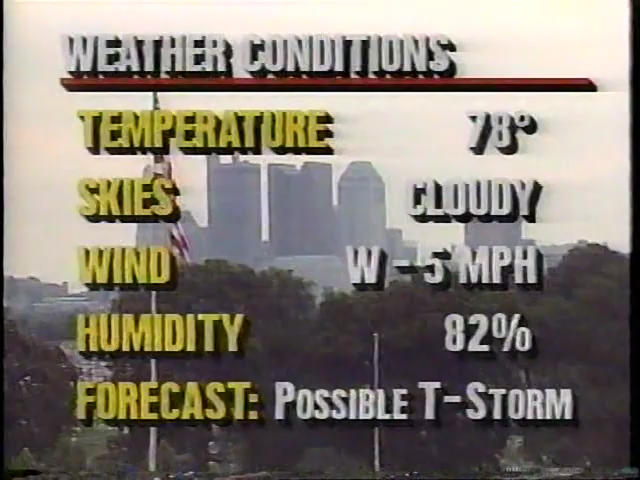 WEATHER CONDITIONS
TEMPERATURE 78°
SKIES CLOUDY
WIND W - 5 MPH
HUMIDITY 82%
FORECAST: POSSIBLE T-STORM